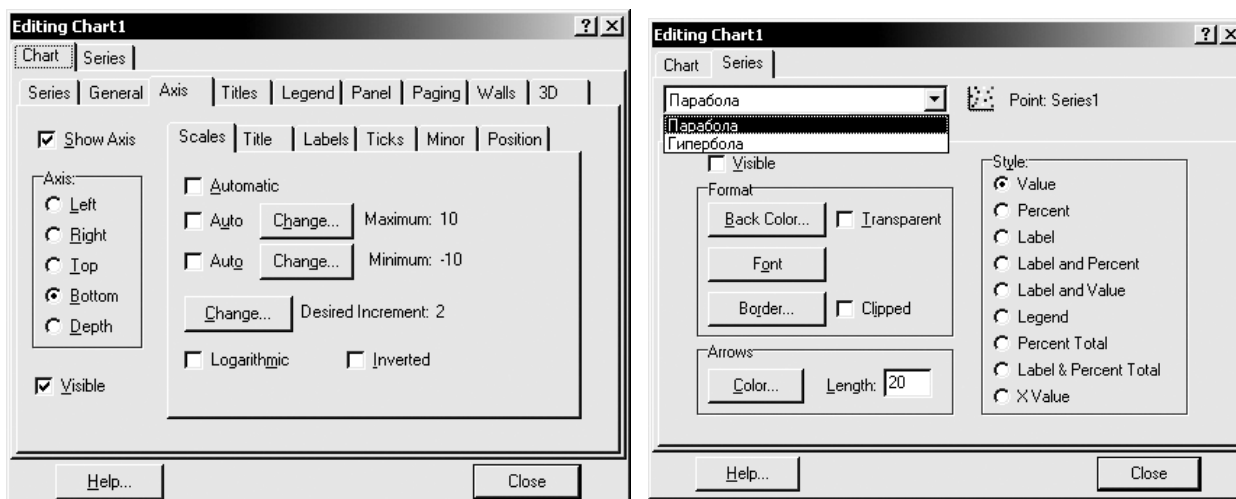 Editing Chart1
Chart Series
Series General Axis Titles Legend Panel Paging Walls 3D
Show Axis
Axis:
Left
Right
Top
Bottom
Depth
Visible
Scales Title Labels Ticks Minor Position
Automatic
Auto Change... Maximum: 10
Auto Change... Minimum: -10
Change... Desired Increment: 2
Logarithmic Inverted
Help... Close
Editing Chart1
Chart Series
Парабола Point: Series1
Парабола
Гипербола
Visible
Format
Back Color... Transparent
Font
Border... Clipped
Arrows
Color... Length: 20
Style:
Value
Percent
Label
Label and Percent
Label and Value
Legend
Percent Total
Label & Percent Total
X Value
Help... Close